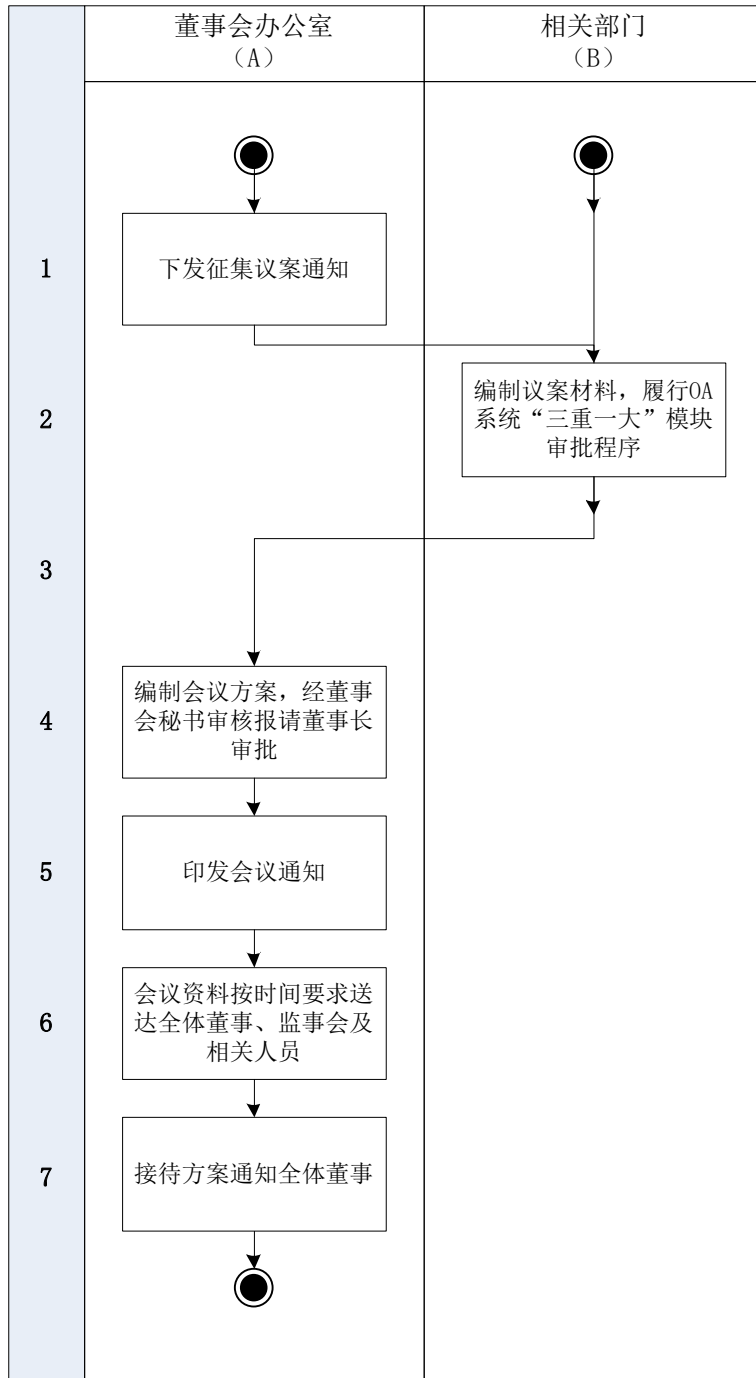 董事会办公室
（A）
相关部门
（B）
1
下发征集议案通知
2
编制议案材料，履行OA
系统“三重一大”模块
审批程序
3
4
编制会议方案，经董事
会秘书审核报请董事长
审批
5
印发会议通知
6
会议资料按时间要求送
达全体董事、监事会及
相关人员
7
接待方案通知全体董事